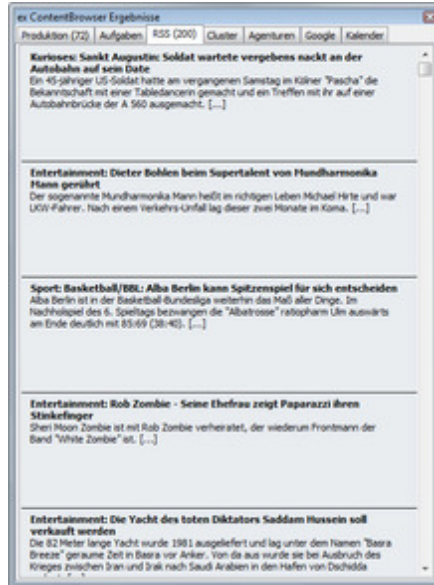 ex ContentBrowser Ergebnisse
Produktion (72) Aufgaben RSS (200) Cluster Agenturen Google Kalender
Kurioses: Sankt Augustin: Soldat wartete vergebens nackt an der
Autobahn auf sein Date
Ein 45-jähriger US-Soldat hatte am vergangenen Samstag im Kölner "Pascha" die
Bekanntschaft mit einer Tabledancerin gemacht und ein Treffen mit ihr auf einer
Autobahnbrücke der A 560 ausgemacht. [...]
Entertainment: Dieter Bohlen beim Supertalent von Mundharmonika
Mann gerührt
Der sogenannte Mundharmonika Mann heißt im richtigen Leben Michael Hirte und war
LKW-Fahrer. Nach einem Verkehrs-Unfall lag dieser zwei Monate im Koma. [...]
Sport: Basketball/BBL: Alba Berlin kann Spitzenspiel für sich entscheiden
Alba Berlin ist in der Basketball-Bundesliga weiterhin das Maß aller Dinge. Im
Nachholspiel des 6. Spieltags bezwangen die "Albatrosse" ratiopharm Ulm auswärts
am Ende deutlich mit 85:69 (38:40). [...]
Entertainment: Rob Zombie - Seine Ehefrau zeigt Paparazzi ihren
Stinkefinger
Sheri Moon Zombie ist mit Rob Zombie verheiratet, der wiederum Frontmann der
Band "White Zombie" ist. [...]
Entertainment: Die Yacht des toten Diktators Saddam Hussein soll
verkauft werden
Die 82 Meter lange Yacht wurde 1981 ausgeliefert und lag unter dem Namen "Basra
Breeze" geraume Zeit in Basra vor Anker. Von da aus wurde sie bei Ausbruch des
Krieges zwischen Iran und Irak nach Saudi Arabien in den Hafen von Dschidda